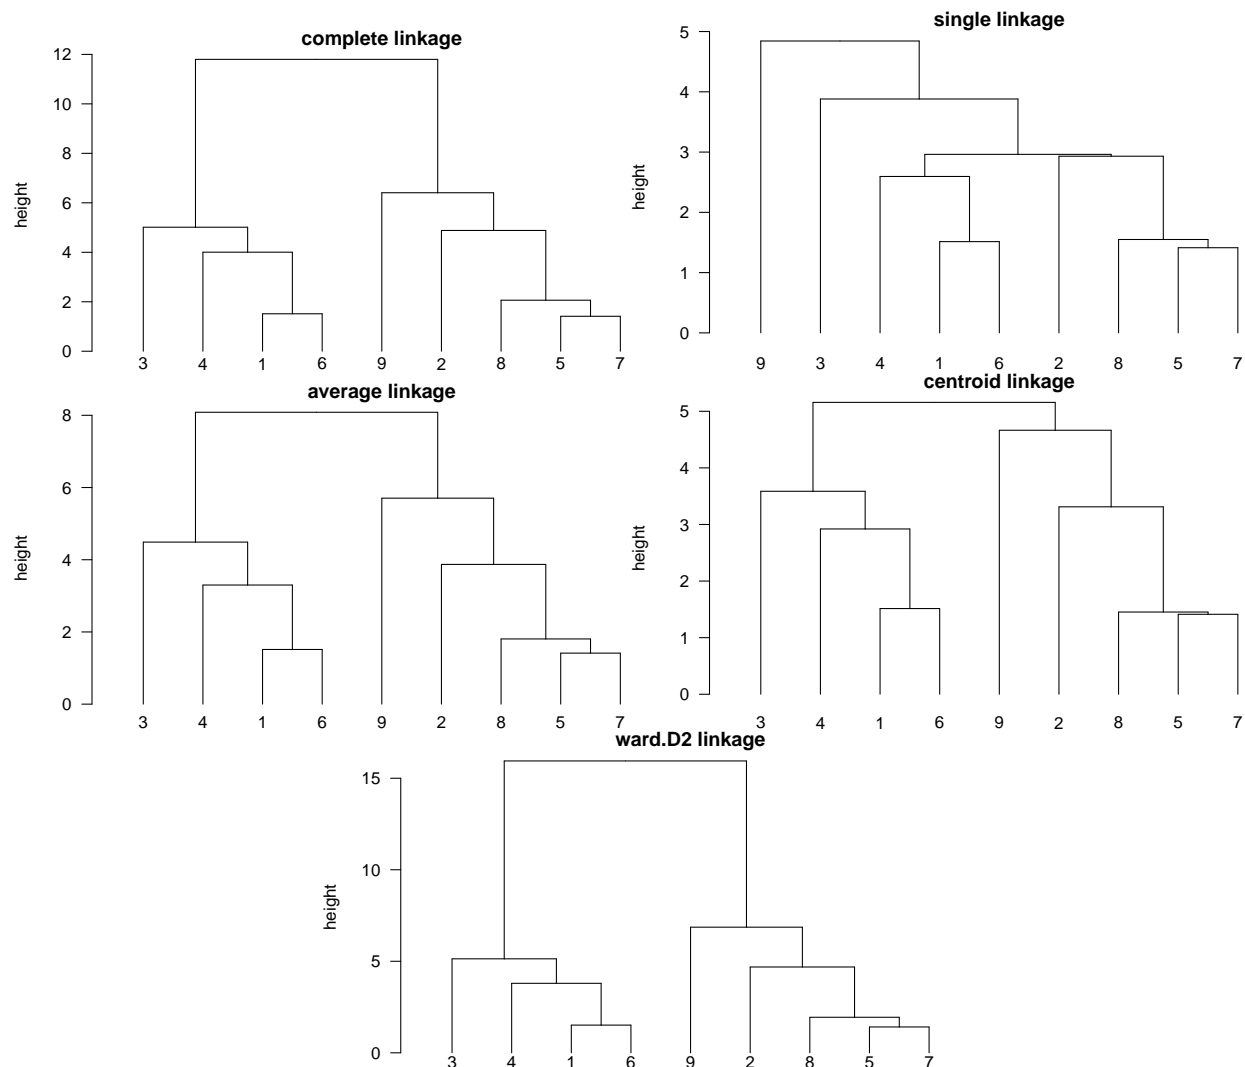 complete linkage
height
12
10
8
6
4
2
0
3 4 1 6 9 2 8 5 7
single linkage
height
5
4
3
2
1
0
9 3 4 1 6 2 8 5 7
average linkage
height
8
6
4
2
0
3 4 1 6 9 2 8 5 7
centroid linkage
height
5
4
3
2
1
0
3 4 1 6 9 2 8 5 7
ward.D2 linkage
height
15
10
5
0
3 4 1 6 9 2 8 5 7